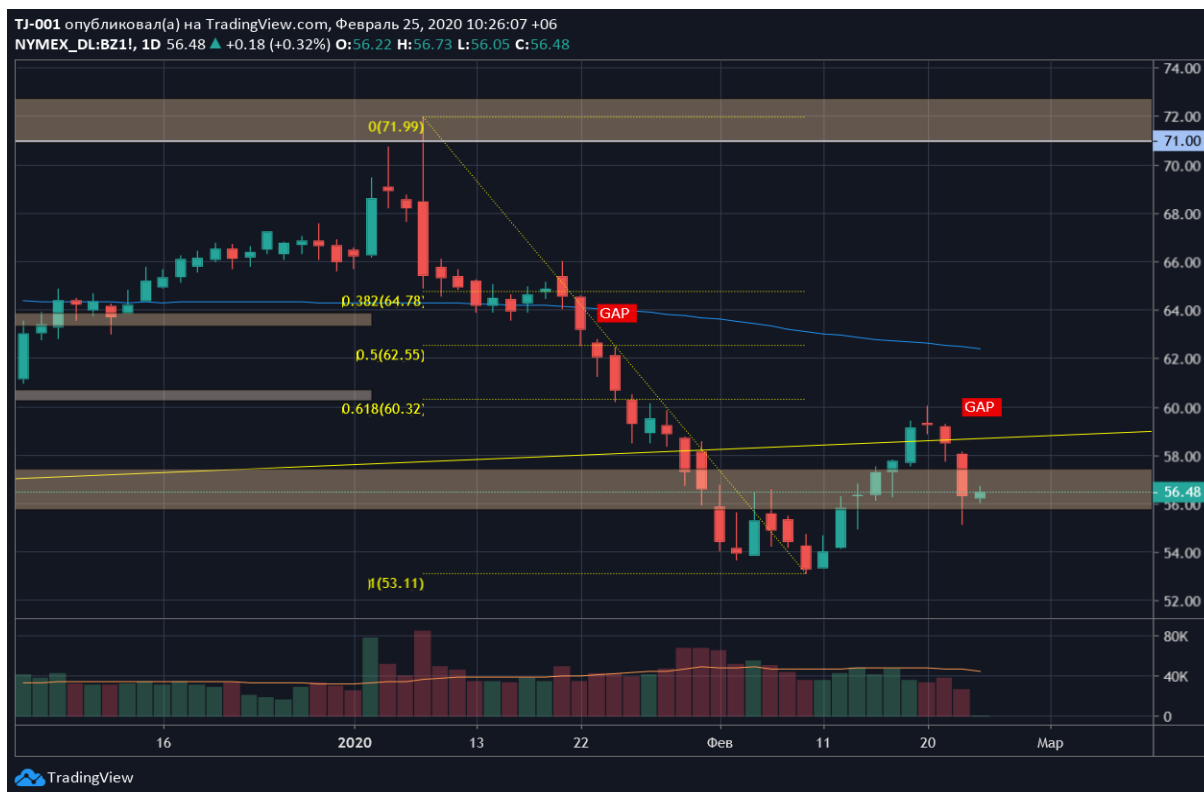 TJ-001 опубликовал(а) на TradingView.com, Февраль 25, 2020 10:26:07 +06
NYMEX_DL:BZ1!, 1D 56.48 ▲ +0.18 (+0.32%) O:56.22 H:56.73 L:56.05 C:56.48
74.00
72.00
0(71.99)
71.00
70.00
68.00
66.00
0.382(64.78)
64.00
GAP
0.5(62.55)
62.00
0.618(60.32)
60.00
GAP
58.00
56.48
56.00
54.00
1(53.11)
52.00
80K
40K
0
16 2020 13 22 Фев 11 20 Мар
TradingView